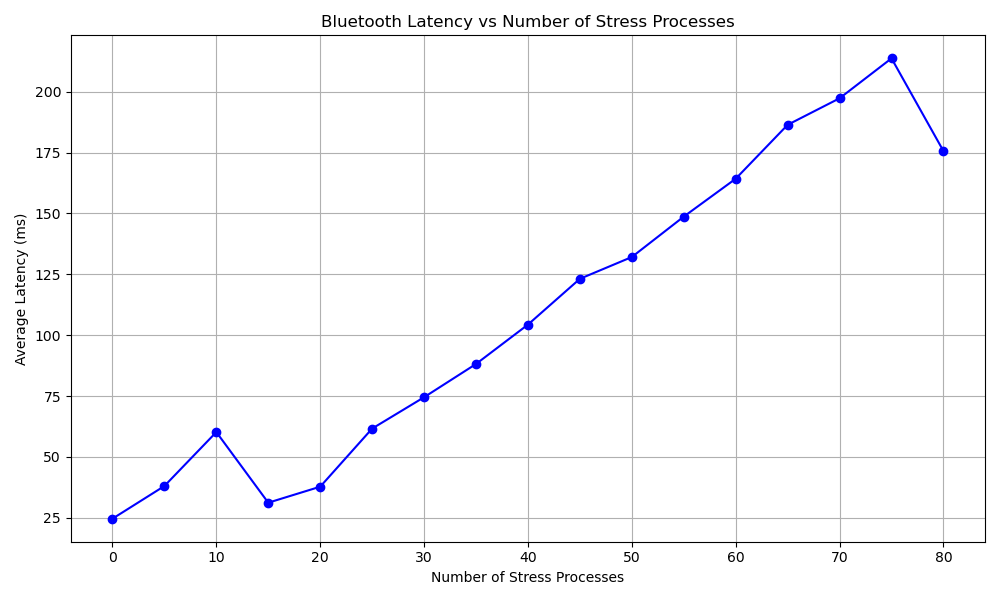 Bluetooth Latency vs Number of Stress Processes
Average Latency (ms)
200
175
150
125
100
75
50
25
0 10 20 30 40 50 60 70 80
Number of Stress Processes